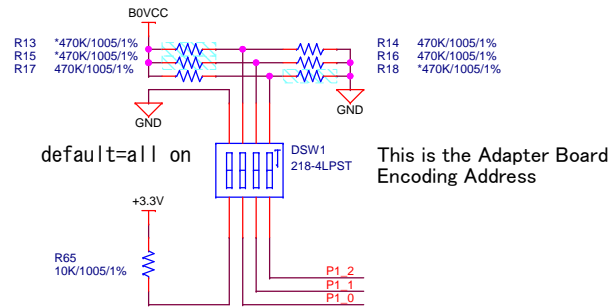 B0VCC
R13 *470K/1005/1%
R15 *470K/1005/1%
R17 470K/1005/1%
R14 470K/1005/1%
R16 470K/1005/1%
R18 *470K/1005/1%
GND
GND
default=all on
DSW1
218-4LPST
This is the Adapter Board
Encoding Address
+3.3V
R65
10K/1005/1%
P1_2
P1_1
P1_0